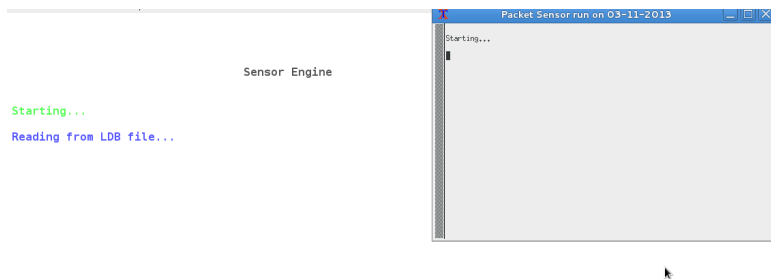 Packet Sensor run on 03-11-2013
Starting...
Sensor Engine
Starting...
Reading from LDB file...